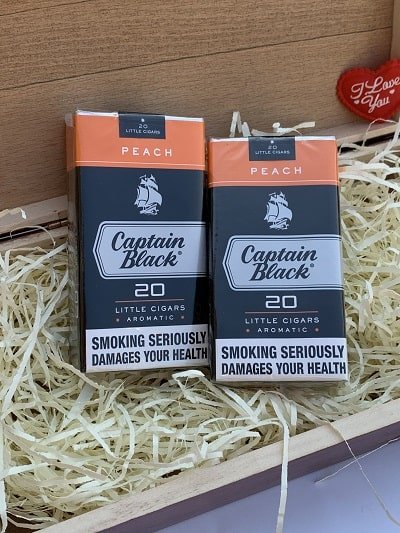 I Love
You
20
LITTLE CIGARS
PEACH
Captain
Black®
20
LITTLE CIGARS
AROMATIC
SMOKING SERIOUSLY
DAMAGES YOUR HEALTH
20
LITTLE CIGARS
PEACH
Captain
Black®
20
LITTLE CIGARS
AROMATIC
SMOKING SERIOUSLY
DAMAGES YOUR HEALTH